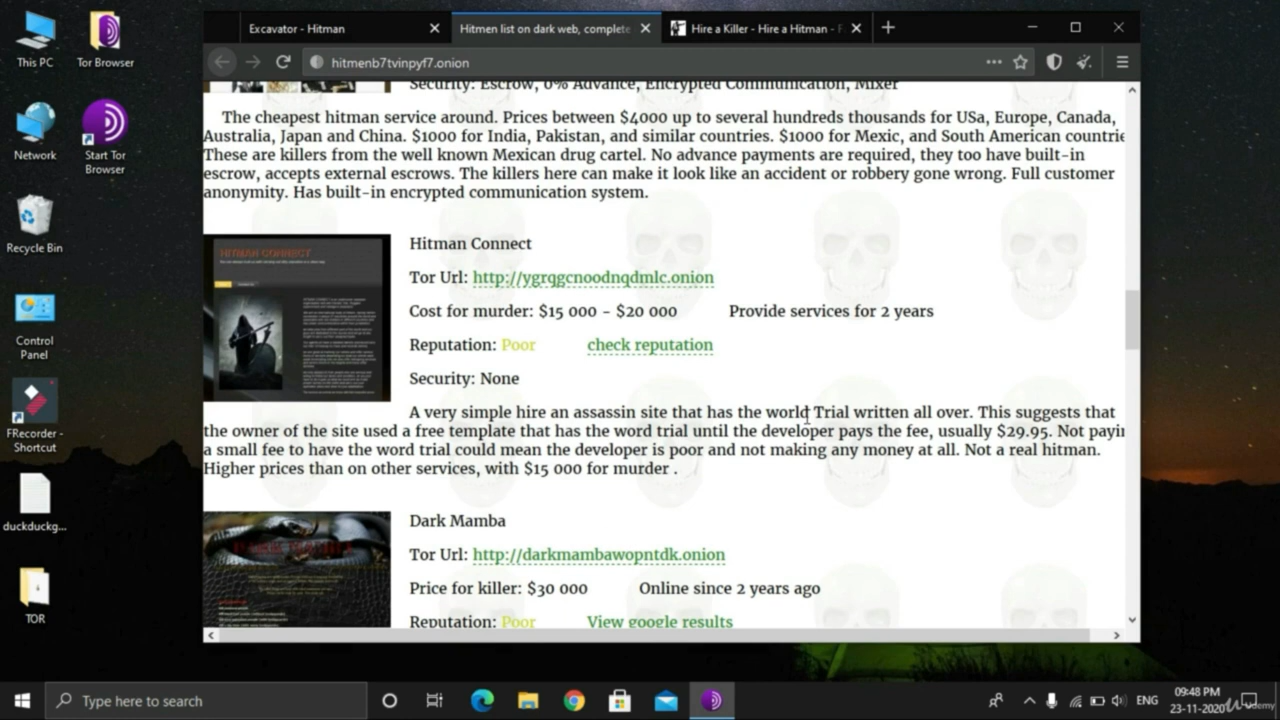 Excavator - Hitman
Hitmen list on dark web, complete
Hire a Killer - Hire a Hitman - F
hitmenb7tvinpyf7.onion
This PC
Tor Browser
Network
Start Tor
Browser
Recycle Bin
Control
Panel
FRecorder -
Shortcut
duckduckg...
TOR
Security: Escrow, 0% Advance, Encrypted Communication, Mixer
The cheapest hitman service around. Prices between $4000 up to several hundreds thousands for USa, Europe, Canada,
Australia, Japan and China. $1000 for India, Pakistan, and similar countries. $1000 for Mexic, and South American countrie
These are killers from the well known Mexican drug cartel. No advance payments are required, they too have built-in
escrow, accepts external escrows. The killers here can make it look like an accident or robbery gone wrong. Full customer
anonymity. Has built-in encrypted communication system.
HITMAN CONNECT
Hitman Connect
Tor Url: http://ygrqgcnoodnqdmlc.onion
Cost for murder: $15 000 - $20 000 Provide services for 2 years
Reputation: Poor check reputation
Security: None
A very simple hire an assassin site that has the world Trial written all over. This suggests that
the owner of the site used a free template that has the word trial until the developer pays the fee, usually $29.95. Not payin
a small fee to have the word trial could mean the developer is poor and not making any money at all. Not a real hitman.
Higher prices than on other services, with $15 000 for murder .
Dark Mamba
Tor Url: http://darkmambawopntdk.onion
Price for killer: $30 000 Online since 2 years ago
Reputation: Poor View google results
Type here to search
ENG
09:48 PM
23-11-2020